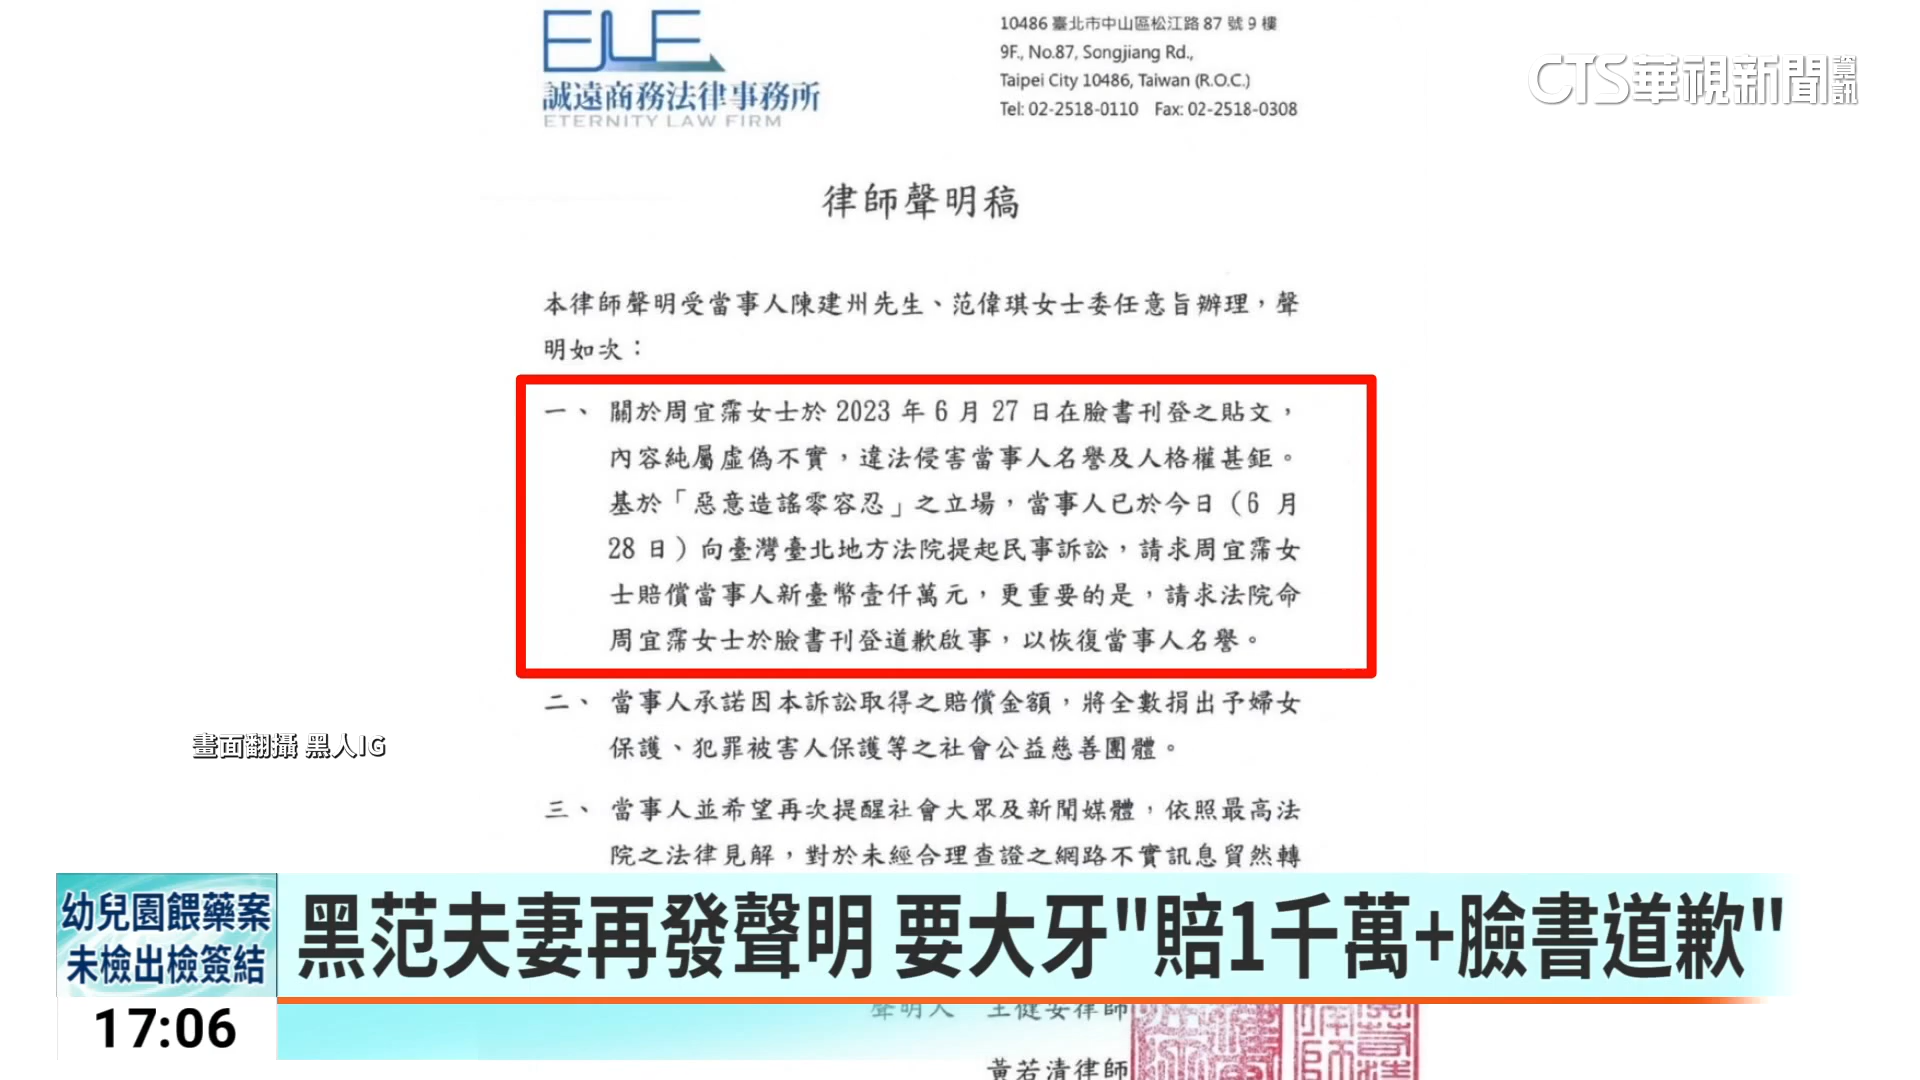 ELF
誠遠商務法律事務所
ETERNITY LAW FIRM
10486 臺北市中山區松江路 87 號 9 樓
9F., No.87, Songjiang Rd.,
Taipei City 10486, Taiwan (R.O.C.)
Tel: 02-2518-0110 Fax: 02-2518-0308
CTS華視新聞資訊
律師聲明稿
本律師聲明受當事人陳建州先生、范偉琪女士委任意旨辦理，聲
明如次：
一、關於周宜霈女士於 2023 年 6 月 27 日在臉書刊登之貼文，
內容純屬虛偽不實，違法侵害當事人名譽及人格權甚鉅。
基於「惡意造謠零容忍」之立場，當事人已於今日（6 月
28 日）向臺灣臺北地方法院提起民事訴訟，請求周宜霈女
士賠償當事人新臺幣壹仟萬元，更重要的是，請求法院命
周宜霈女士於臉書刊登道歉啟事，以恢復當事人名譽。
二、當事人承諾因本訴訟取得之賠償金額，將全數捐出予婦女
保護、犯罪被害人保護等之社會公益慈善團體。
三、當事人並希望再次提醒社會大眾及新聞媒體，依照最高法
院之法律見解，對於未經合理查證之網路不實訊息貿然轉
畫面翻攝 黑人IG
幼兒園餵藥案
未檢出檢簽結
黑范夫妻再發聲明 要大牙"賠1千萬+臉書道歉"
17:06
聲明人 王健安律師
黃若清律師